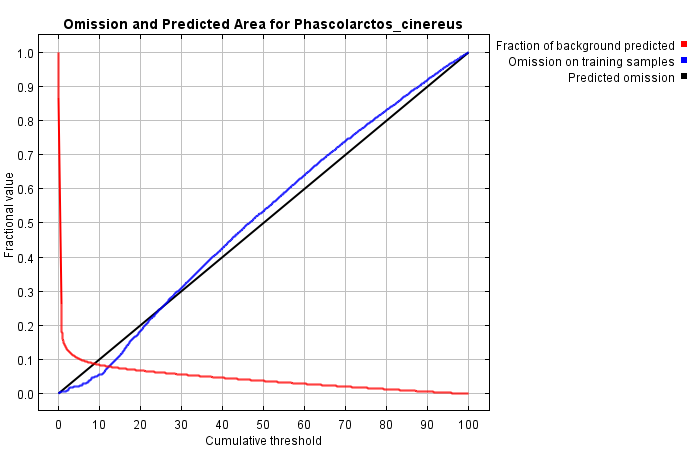 Omission and Predicted Area for Phascolarctos_cinereus
Fraction of background predicted
Omission on training samples
Predicted omission
Fractional value
1.0
0.9
0.8
0.7
0.6
0.5
0.4
0.3
0.2
0.1
0.0
0 10 20 30 40 50 60 70 80 90 100
Cumulative threshold